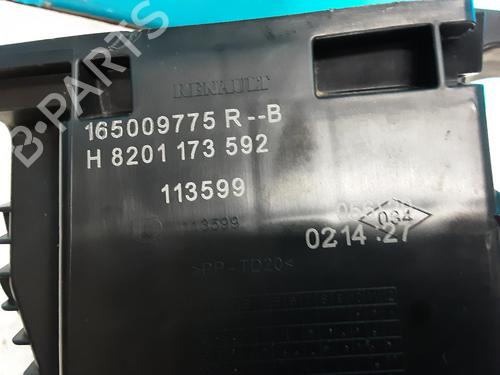 RENAULT
165009775 R--B
H 8201 173 592
113599
034
113599
0214 .27
>PP-TD20<
B-PARTS